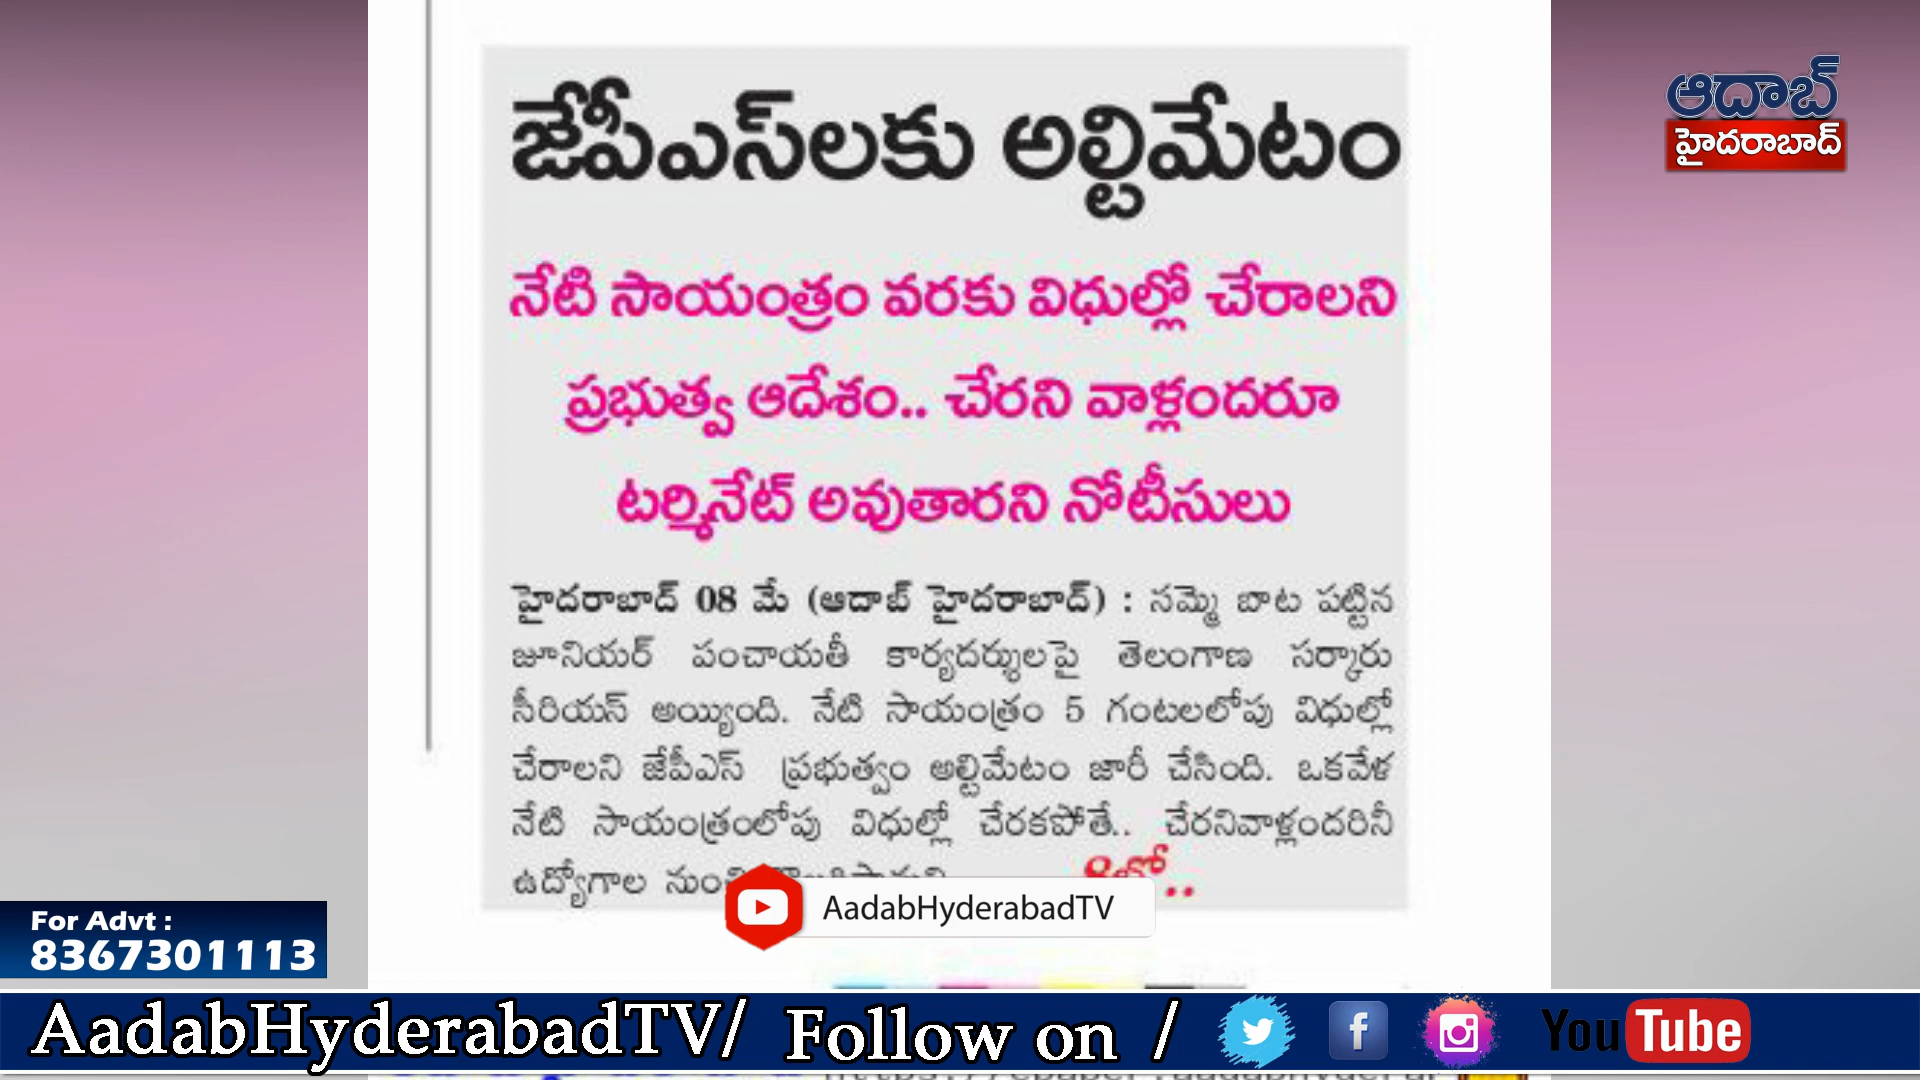 ఆదాబ్
హైదరాబాద్
జేపీఎస్‌లకు అల్టిమేటం
నేటి సాయంత్రం వరకు విధుల్లో చేరాలని
ప్రభుత్వ ఆదేశం.. చేరని వాళ్లందరూ
టర్మినేట్ అవుతారని నోటీసులు
హైదరాబాద్ 08 మే (ఆదాబ్ హైదరాబాద్) : సమ్మె బాట పట్టిన
జూనియర్ పంచాయతీ కార్యదర్శులపై తెలంగాణ సర్కారు
సీరియస్ అయ్యింది. నేటి సాయంత్రం 5 గంటలలోపు విధుల్లో
చేరాలని జేపీఎస్ ప్రభుత్వం అల్టిమేటం జారీ చేసింది. ఒకవేళ
నేటి సాయంత్రంలోపు విధుల్లో చేరకపోతే.. చేరనివాళ్లందరినీ
ఉద్యోగాల 8లో..
AadabHyderabadTV
For Advt :
8367301113
AadabHyderabadTV/ Follow on / YouTube